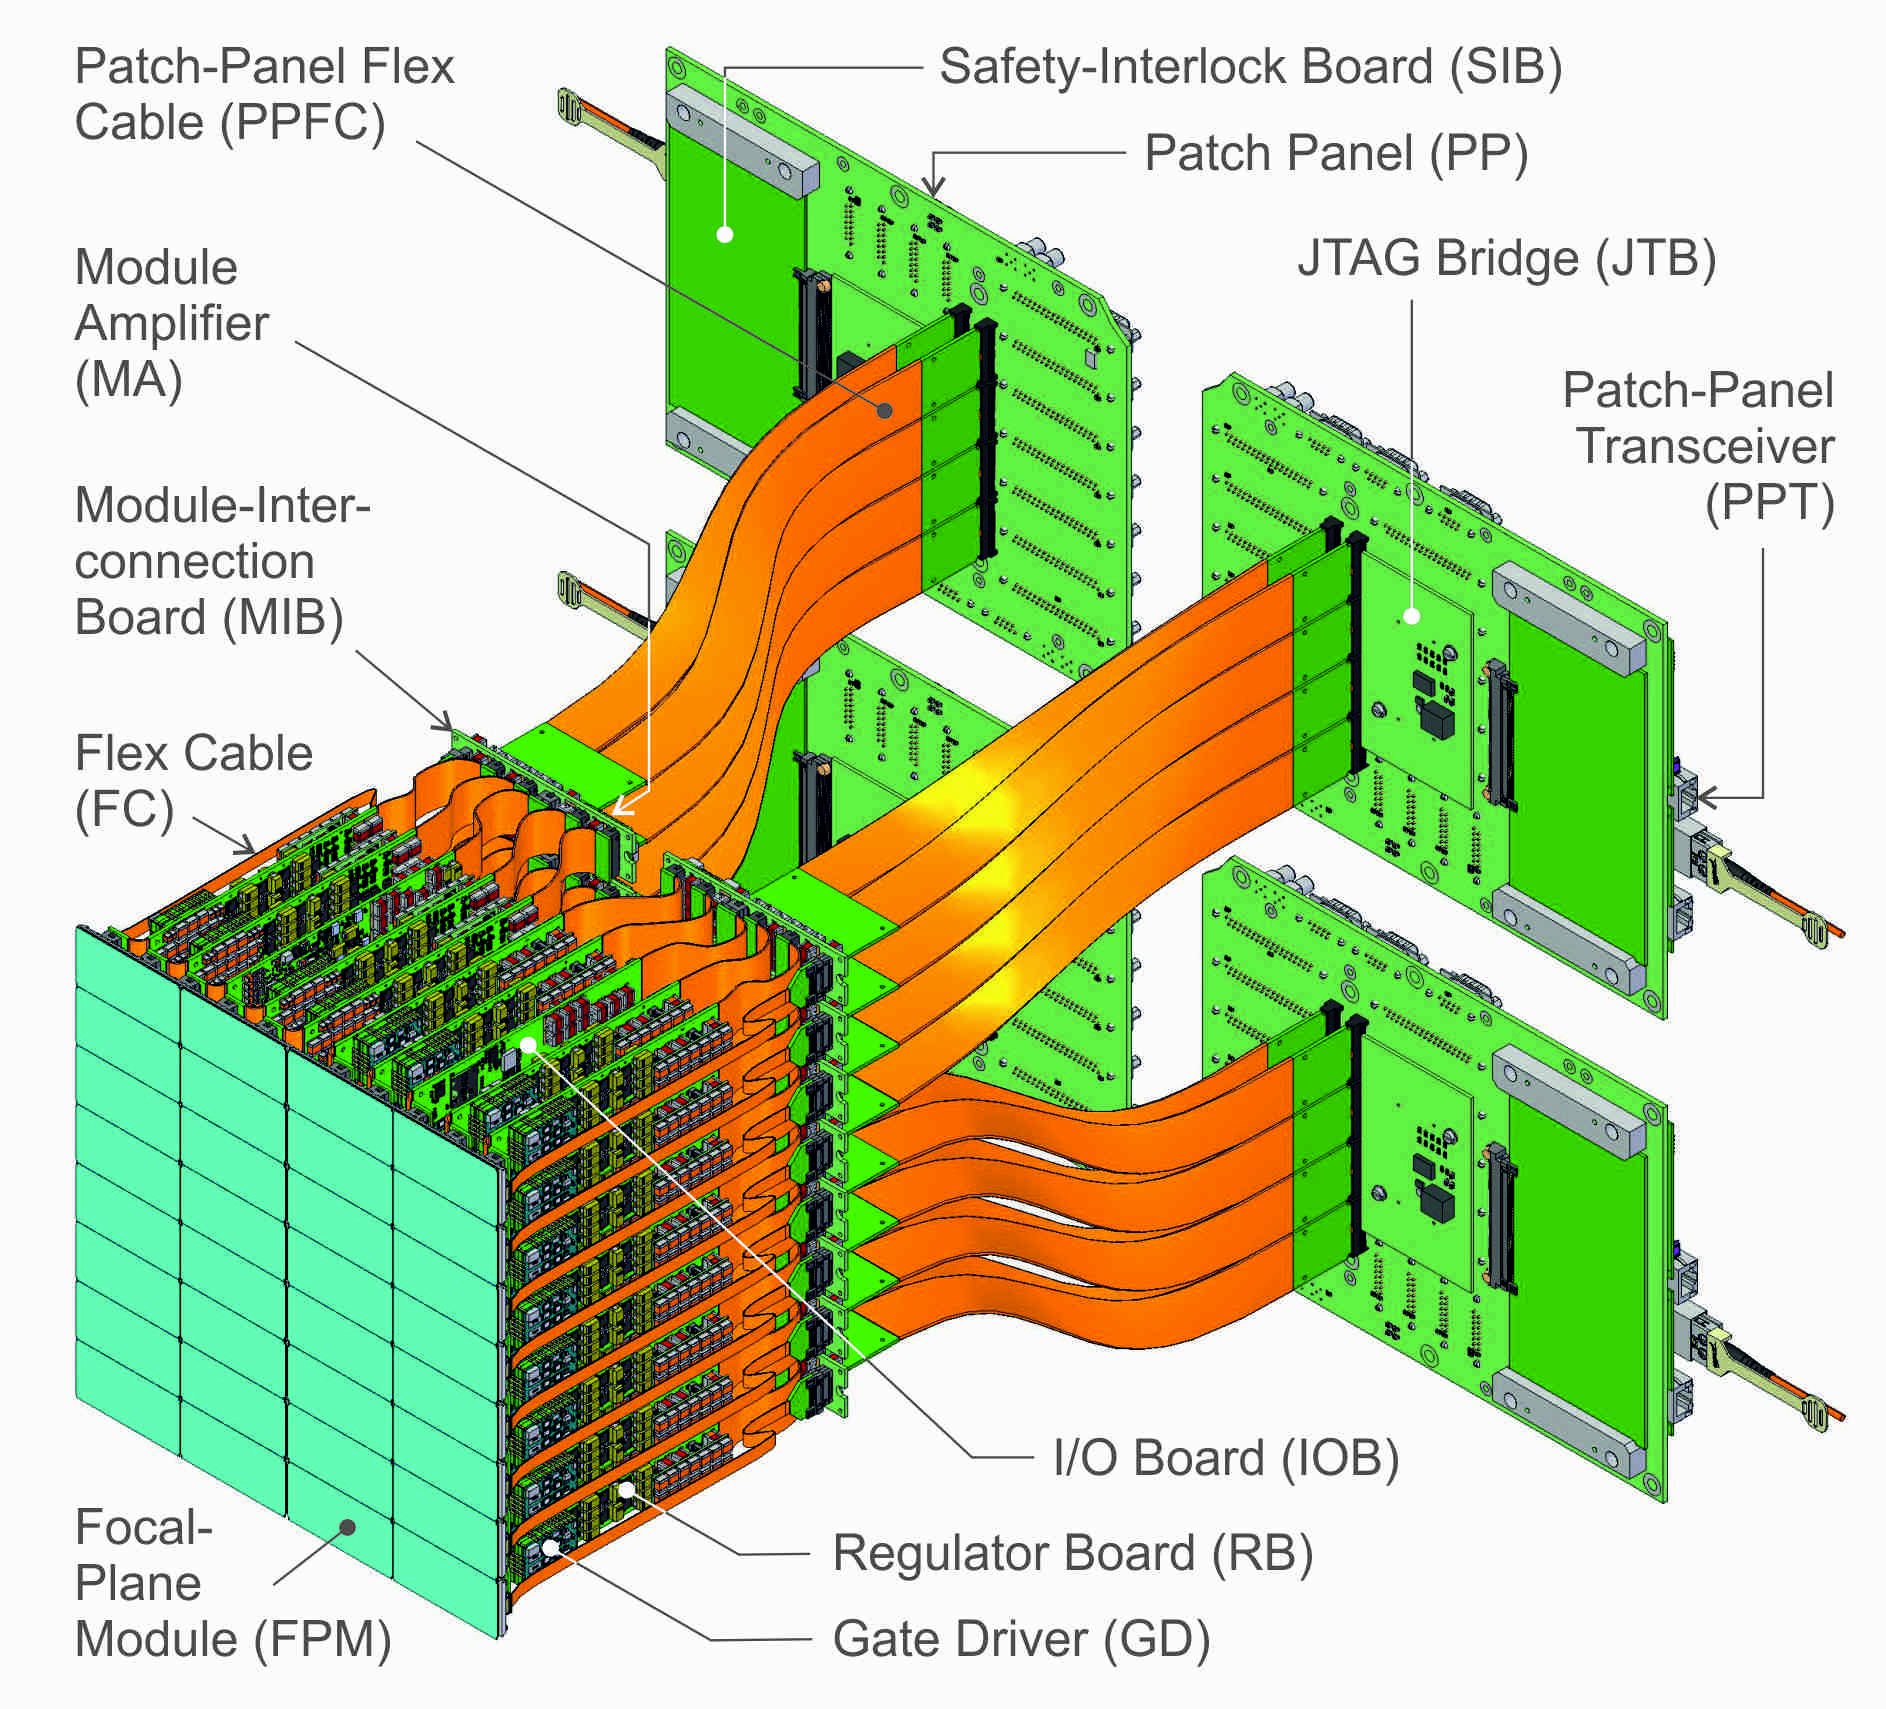 Patch-Panel Flex
Cable (PPFC)
Safety-Interlock Board (SIB)
Patch Panel (PP)
Module
Amplifier
(MA)
JTAG Bridge (JTB)
Patch-Panel
Transceiver
(PPT)
Module-Inter-
connection
Board (MIB)
Flex Cable
(FC)
I/O Board (IOB)
Focal-
Plane
Module (FPM)
Regulator Board (RB)
Gate Driver (GD)